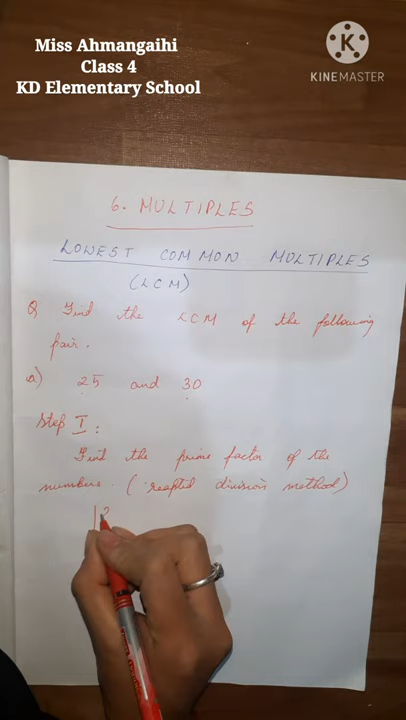 Miss Ahmangaihi
Class 4
KD Elementary School
K
KINEMASTER
6. MULTIPLES
LOWEST COMMON MULTIPLES
(LCM)
Q Find the LCM of the following
pair.
a) 25 and 30
Step I:
Find the prime factor of the
numbers. (reapted division method)